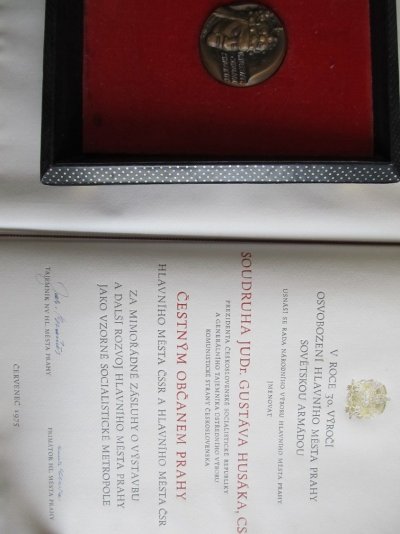 V ROCE 30. VÝROČÍ
OSVOBOZENÍ HLAVNÍHO MĚSTA PRAHY
SOVĚTSKOU ARMÁDOU
USNÁŠÍ SE RADA NÁRODNÍHO VÝBORU HLAVNÍHO MĚSTA PRAHY
JMENOVAT
SOUDRUHA JUDr. GUSTÁVA HUSÁKA, CS
PREZIDENTA ČESKOSLOVENSKÉ SOCIALISTICKÉ REPUBLIKY
A GENERÁLNÍHO TAJEMNÍKA ÚSTŘEDNÍHO VÝBORU
KOMUNISTICKÉ STRANY ČESKOSLOVENSKA
ČESTNÝM OBČANEM PRAHY
HLAVNÍHO MĚSTA ČSSR A HLAVNÍHO MĚSTA ČSR
ZA MIMOŘÁDNÉ ZÁSLUHY O VÝSTAVBU
A DALŠÍ ROZVOJ HLAVNÍHO MĚSTA PRAHY
JAKO VZORNÉ SOCIALISTICKÉ METROPOLE
TAJEMNÍK NV HL. MĚSTA PRAHY
PRIMÁTOR HL. MĚSTA PRAHY
ČERVENEC 1975